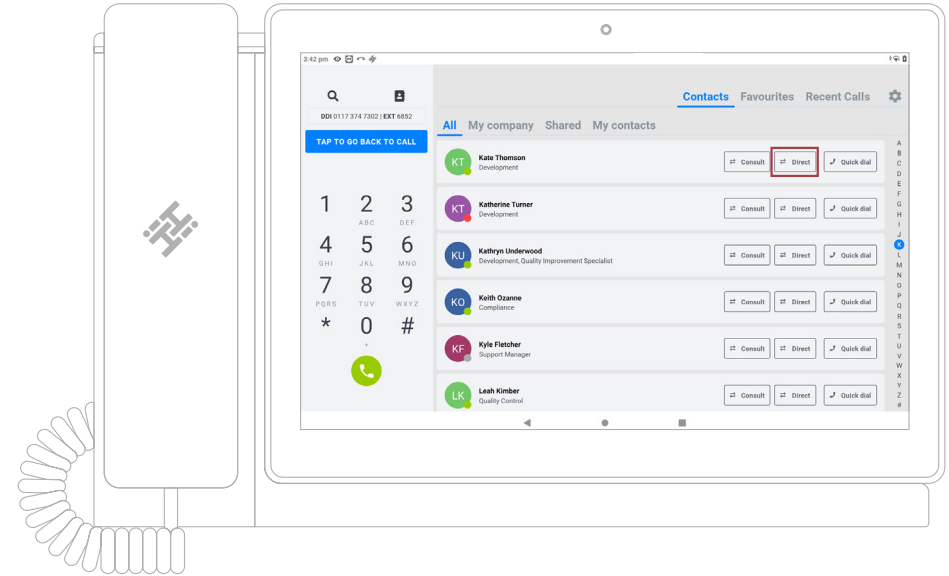 3:42 pm
DDI 0117 374 7302 | EXT 6852
TAP TO GO BACK TO CALL
1 2 3
ABC DEF
4 5 6
GHI JKL MNO
7 8 9
PQRS TUV WXYZ
* 0 #
+
Contacts Favourites Recent Calls
All My company Shared My contacts
KT Kate Thomson
Development
Consult Direct Quick dial
KT Katherine Turner
Development
Consult Direct Quick dial
KU Kathryn Underwood
Development, Quality Improvement Specialist
Consult Direct Quick dial
KO Keith Ozanne
Compliance
Consult Direct Quick dial
KF Kyle Fletcher
Support Manager
Consult Direct Quick dial
LK Leah Kimber
Quality Control
Consult Direct Quick dial
A
B
C
D
E
F
G
H
I
J
K
L
M
N
O
P
Q
R
S
T
U
V
W
X
Y
Z
#